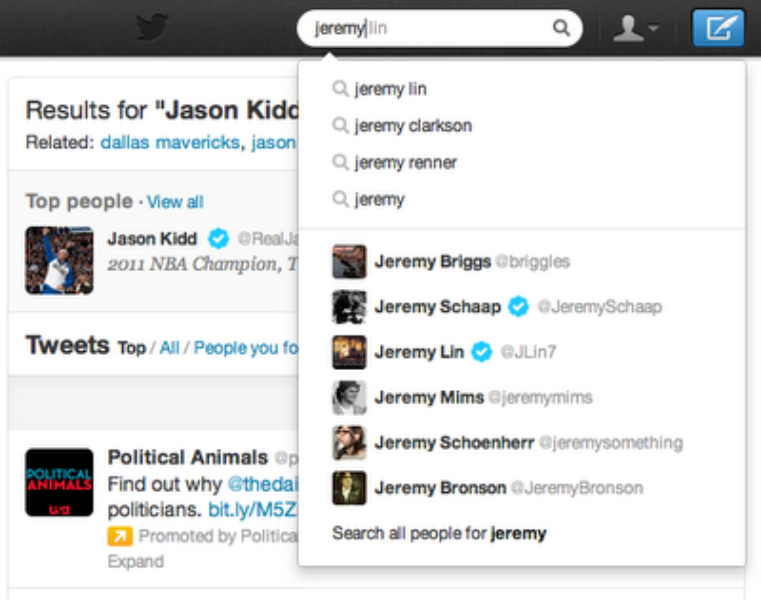 jeremy lin
jeremy lin
jeremy clarkson
jeremy renner
jeremy
Jeremy Briggs @briggles
Jeremy Schaap @JeremySchaap
Jeremy Lin @JLin7
Jeremy Mims @jeremymims
Jeremy Schoenherr @jeremysomething
Jeremy Bronson @JeremyBronson
Search all people for jeremy
Results for "Jason Kidd
Related: dallas mavericks, jason
Top people · View all
Jason Kidd @RealJa
2011 NBA Champion, T
Tweets Top / All / People you fo
POLITICAL
ANIMALS
usa
Political Animals @p
Find out why @thedai
politicians. bit.ly/M5Z
Promoted by Politica
Expand